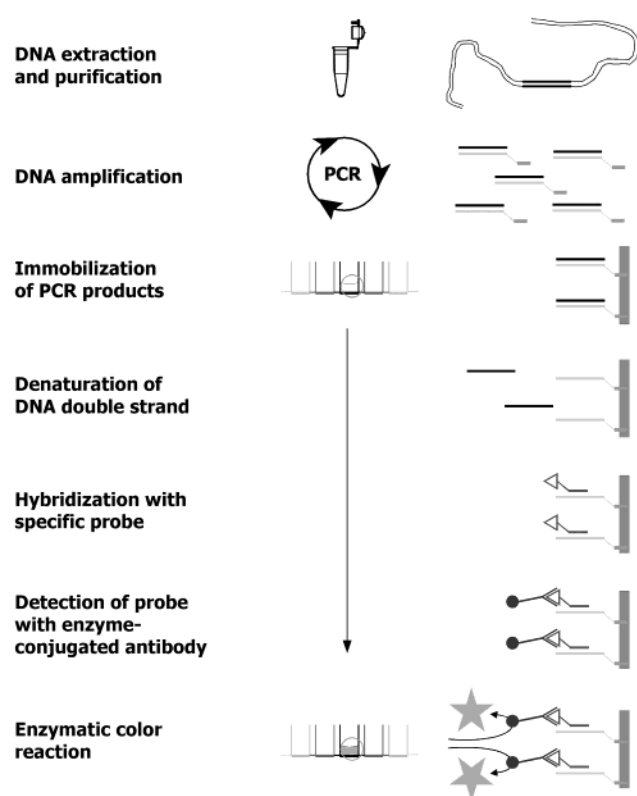 DNA extraction
and purification
DNA amplification
PCR
Immobilization
of PCR products
Denaturation of
DNA double strand
Hybridization with
specific probe
Detection of probe
with enzyme-
conjugated antibody
Enzymatic color
reaction